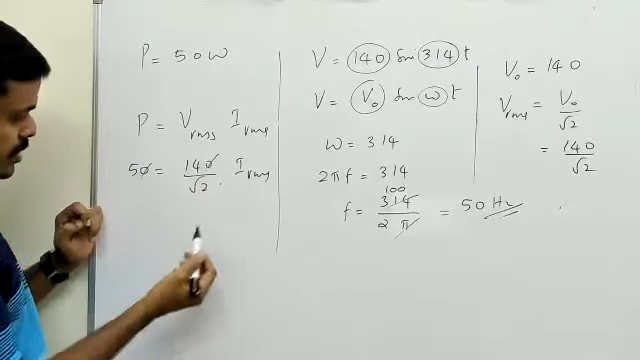 P = 50W
P = Vrms Irms
50 = 140/√2 . Irms
V = 140 Sin 314 t
V = V₀ Sin ω t
ω = 314
2πf = 314
100
f = 314/2π = 50 Hz
V₀ = 140
Vrms = V₀/√2
= 140/√2